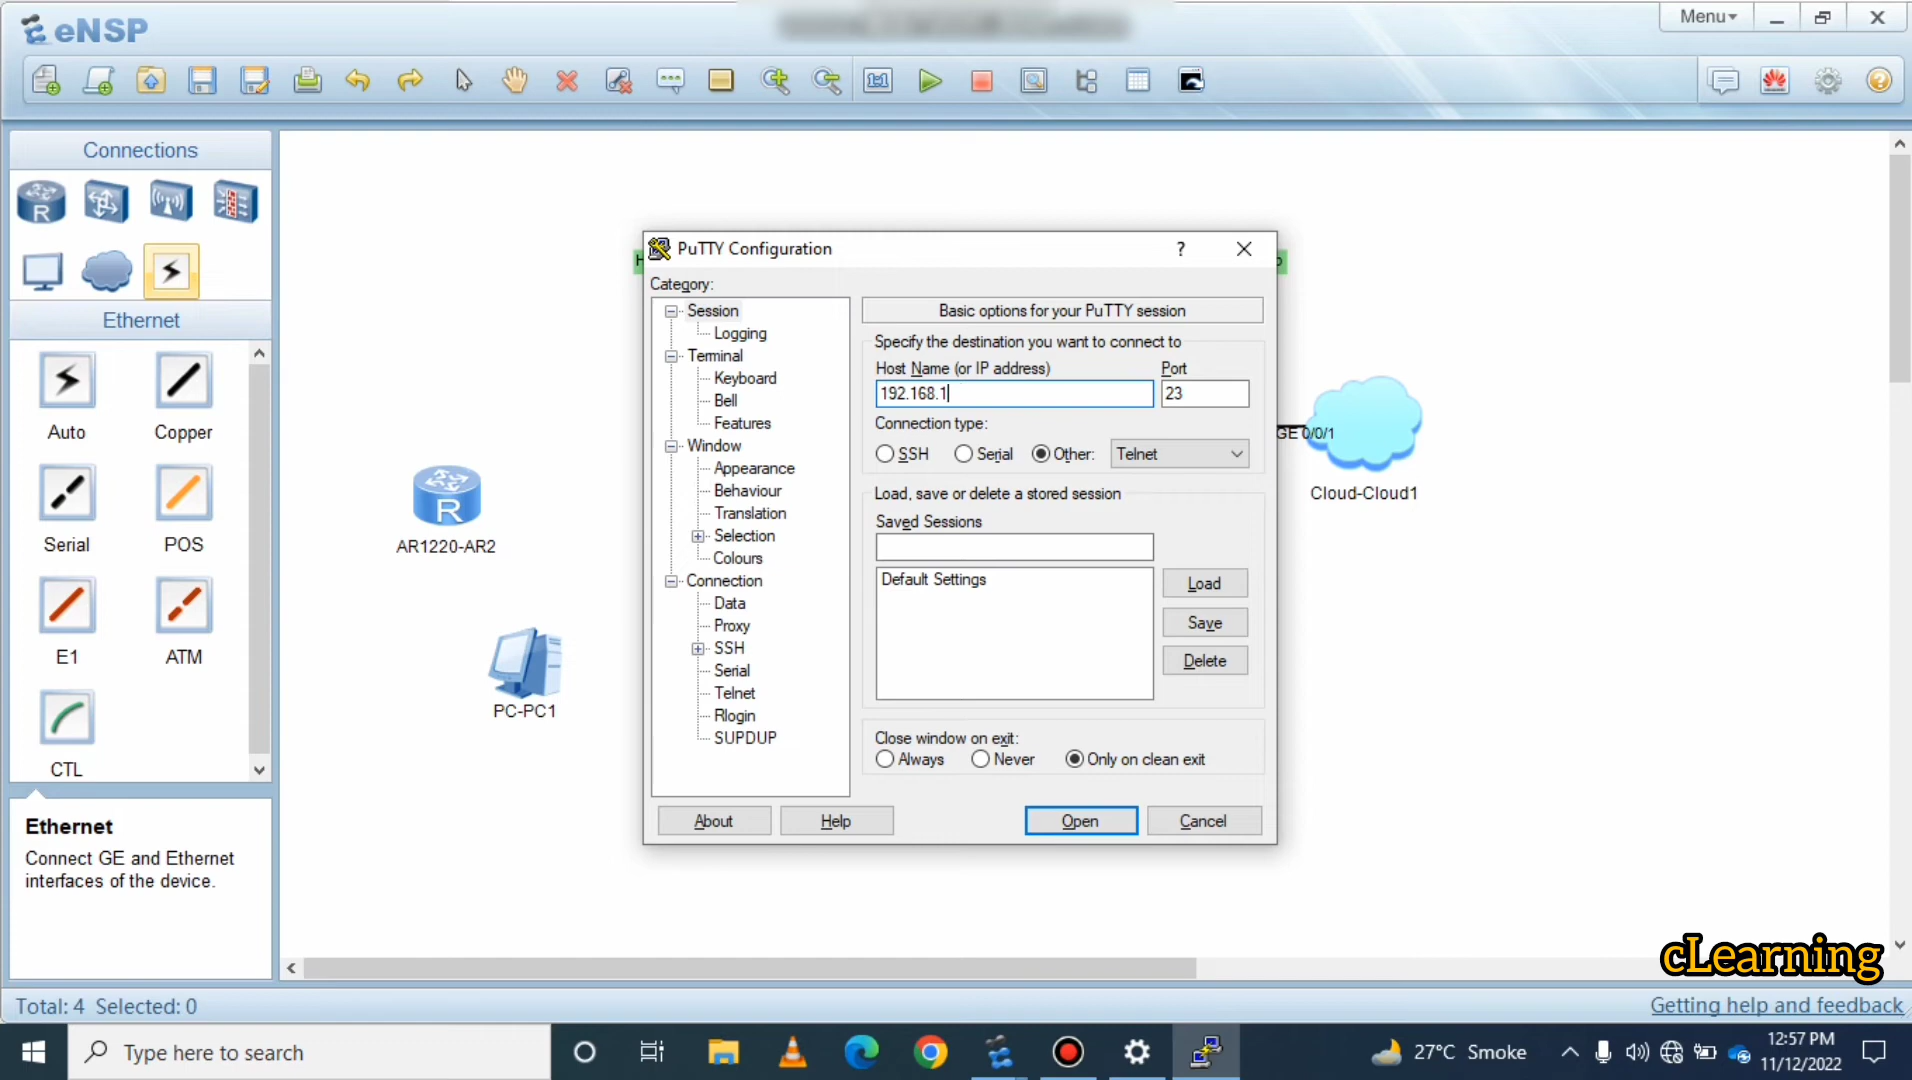 eNSP
Menu
Connections
R
Ethernet
Auto
Copper
Serial
POS
E1
ATM
CTL
Ethernet
Connect GE and Ethernet
interfaces of the device.
R
AR1220-AR2
PC-PC1
GE 0/0/1
Cloud-Cloud1
PuTTY Configuration
?
Category:
Session
Logging
Terminal
Keyboard
Bell
Features
Window
Appearance
Behaviour
Translation
Selection
Colours
Connection
Data
Proxy
SSH
Serial
Telnet
Rlogin
SUPDUP
Basic options for your PuTTY session
Specify the destination you want to connect to
Host Name (or IP address)
Port
192.168.1
23
Connection type:
SSH
Serial
Other:
Telnet
Load, save or delete a stored session
Saved Sessions
Default Settings
Load
Save
Delete
Close window on exit:
Always
Never
Only on clean exit
About
Help
Open
Cancel
cLearning
Total: 4 Selected: 0
Getting help and feedback
Type here to search
27°C Smoke
12:57 PM
11/12/2022